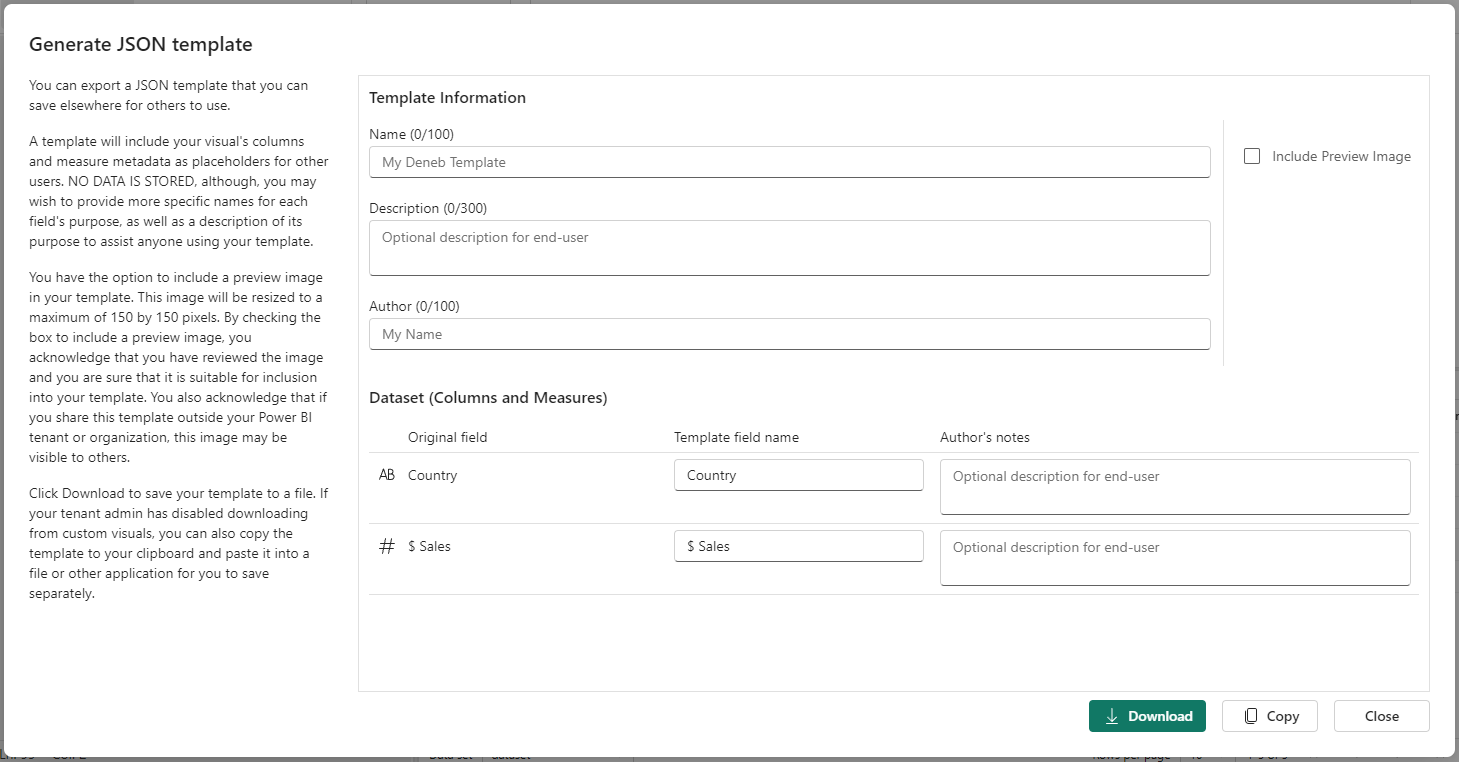 Generate JSON template
You can export a JSON template that you can
save elsewhere for others to use.
A template will include your visual's columns
and measure metadata as placeholders for other
users. NO DATA IS STORED, although, you may
wish to provide more specific names for each
field's purpose, as well as a description of its
purpose to assist anyone using your template.
You have the option to include a preview image
in your template. This image will be resized to a
maximum of 150 by 150 pixels. By checking the
box to include a preview image, you
acknowledge that you have reviewed the image
and you are sure that it is suitable for inclusion
into your template. You also acknowledge that if
you share this template outside your Power BI
tenant or organization, this image may be
visible to others.
Click Download to save your template to a file. If
your tenant admin has disabled downloading
from custom visuals, you can also copy the
template to your clipboard and paste it into a
file or other application for you to save
separately.
Template Information
Name (0/100)
My Deneb Template
Include Preview Image
Description (0/300)
Optional description for end-user
Author (0/100)
My Name
Dataset (Columns and Measures)
Original field Template field name Author's notes
AB Country Country Optional description for end-user
# $ Sales $ Sales Optional description for end-user
Download Copy Close